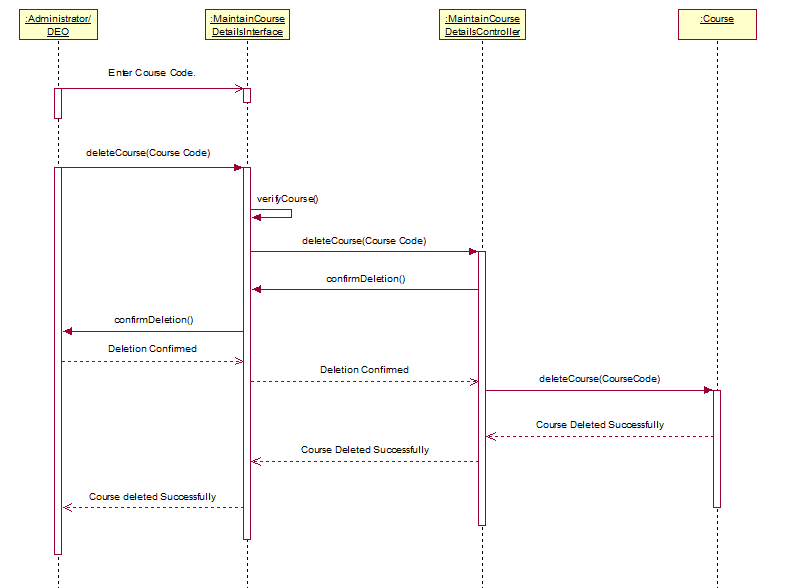 :Administrator/
DEO
:MaintainCourse
DetailsInterface
:MaintainCourse
DetailsController
:Course
Enter Course Code.
deleteCourse(Course Code)
verifyCourse()
deleteCourse(Course Code)
confirmDeletion()
confirmDeletion()
Deletion Confirmed
Deletion Confirmed
deleteCourse(CourseCode)
Course Deleted Successfully
Course Deleted Successfully
Course deleted Successfully